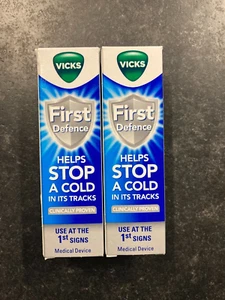 VICKS
First
Defence
HELPS
STOP
A COLD
IN ITS TRACKS
CLINICALLY PROVEN
USE AT THE
1st SIGNS
Medical Device
VICKS
First
Defence
HELPS
STOP
A COLD
IN ITS TRACKS
CLINICALLY PROVEN
USE AT THE
1st SIGNS
Medical Device